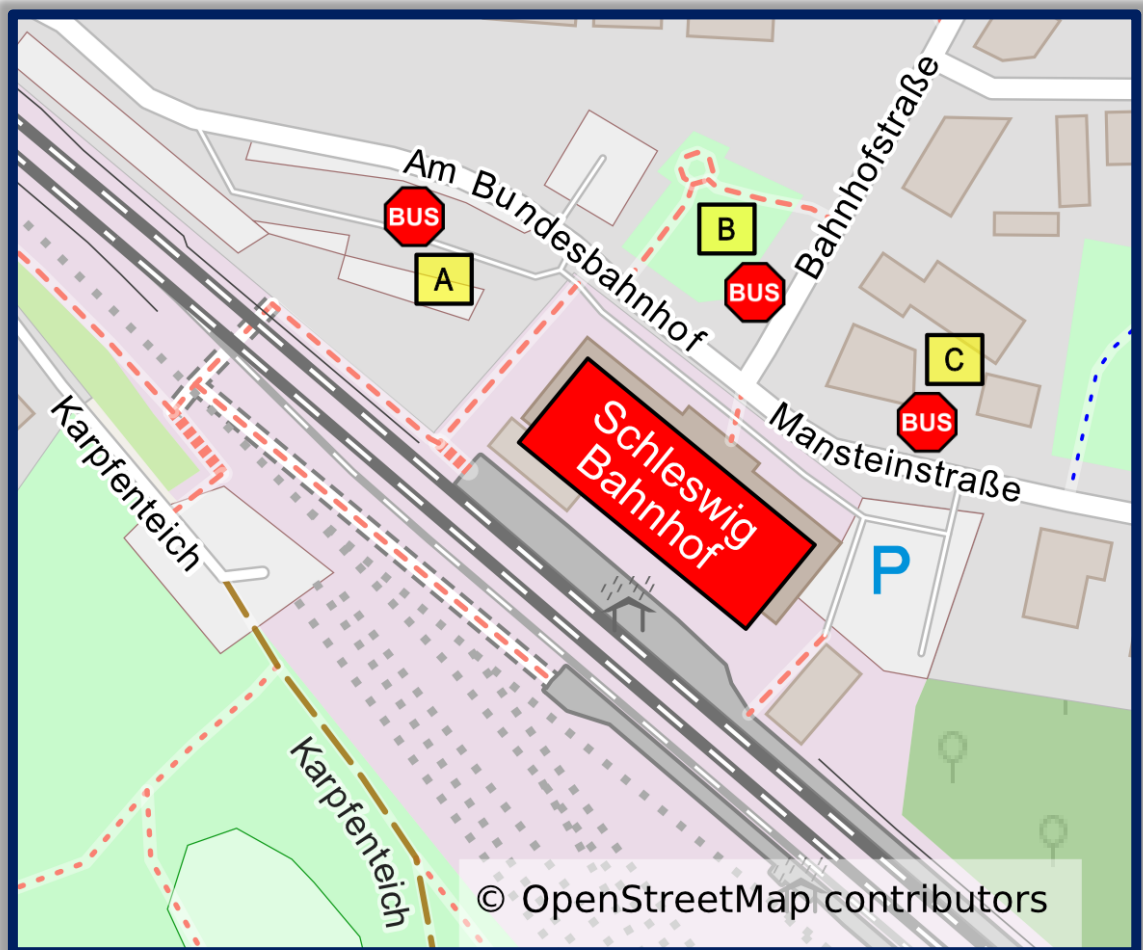 Bahnhofstraße
Am Bundesbahnhof
BUS
A
B
BUS
C
BUS
Schleswig
Bahnhof
Mansteinstraße
Karpfenteich
P
Karpfenteich
© OpenStreetMap contributors